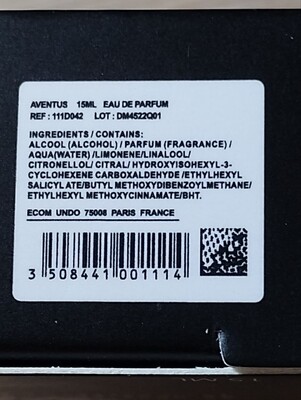 AVENTUS 15ML EAU DE PARFUM
REF : 111D042 LOT : DM4522Q01
INGREDIENTS / CONTAINS:
ALCOOL (ALCOHOL) / PARFUM (FRAGRANCE) /
AQUA(WATER) /LIMONENE/LINALOOL/
CITRONELLOL/ CITRAL/ HYDROXYISOHEXYL-3-
CYCLOHEXENE CARBOXALDEHYDE /ETHYLHEXYL
SALICYLATE/BUTYL METHOXYDIBENZOYLMETHANE/
ETHYLHEXYL METHOXYCINNAMATE/BHT.
ECOM UNDO 75008 PARIS FRANCE
3 508441 001114